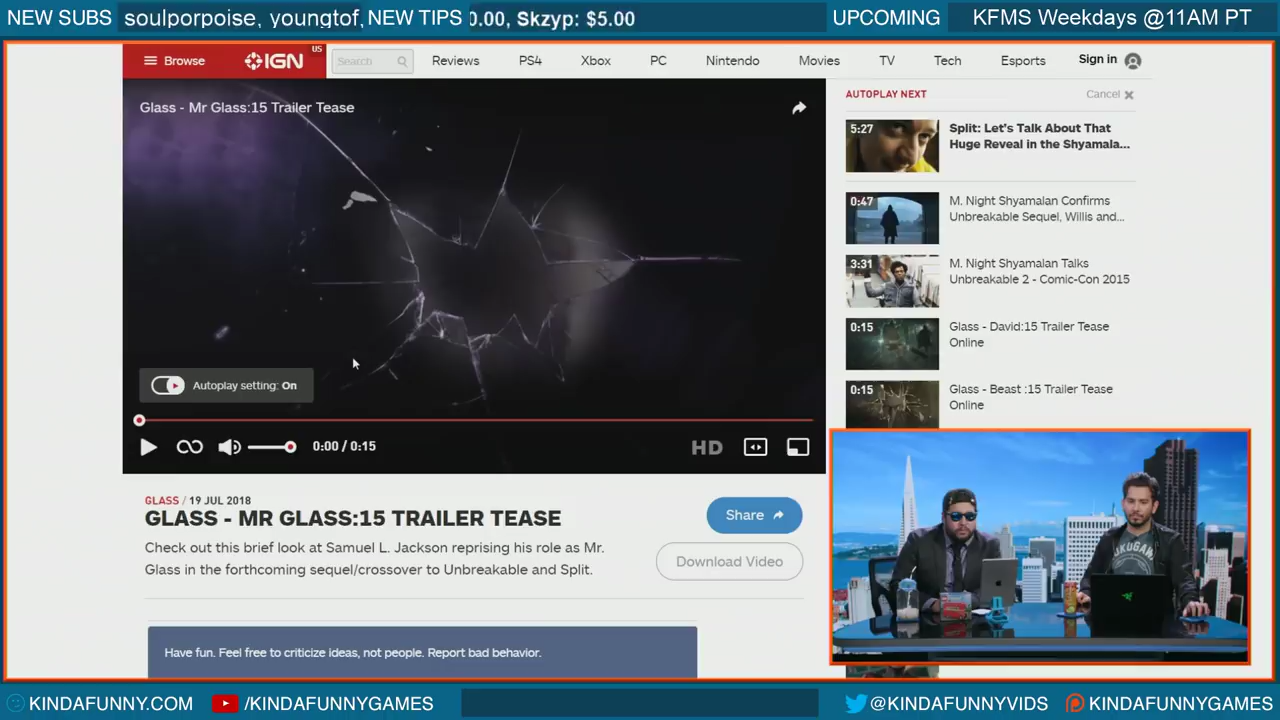 NEW SUBS
soulporpoise, youngtof,
NEW TIPS
0.00, Skzyp: $5.00
UPCOMING
KFMS Weekdays @11AM PT
Browse
IGN
US
Search
Reviews
PS4
Xbox
PC
Nintendo
Movies
TV
Tech
Esports
Sign in
Glass - Mr Glass:15 Trailer Tease
Autoplay setting: On
0:00 / 0:15
HD
AUTOPLAY NEXT
Cancel
5:27
Split: Let's Talk About That
Huge Reveal in the Shyamala...
0:47
M. Night Shyamalan Confirms
Unbreakable Sequel, Willis and...
3:31
M. Night Shyamalan Talks
Unbreakable 2 - Comic-Con 2015
0:15
Glass - David:15 Trailer Tease
Online
0:15
Glass - Beast :15 Trailer Tease
Online
GLASS / 19 JUL 2018
GLASS - MR GLASS:15 TRAILER TEASE
Check out this brief look at Samuel L. Jackson reprising his role as Mr.
Glass in the forthcoming sequel/crossover to Unbreakable and Split.
Share
Download Video
Have fun. Feel free to criticize ideas, not people. Report bad behavior.
KINDAFUNNY.COM
/KINDAFUNNYGAMES
@KINDAFUNNYVIDS
KINDAFUNNYGAMES